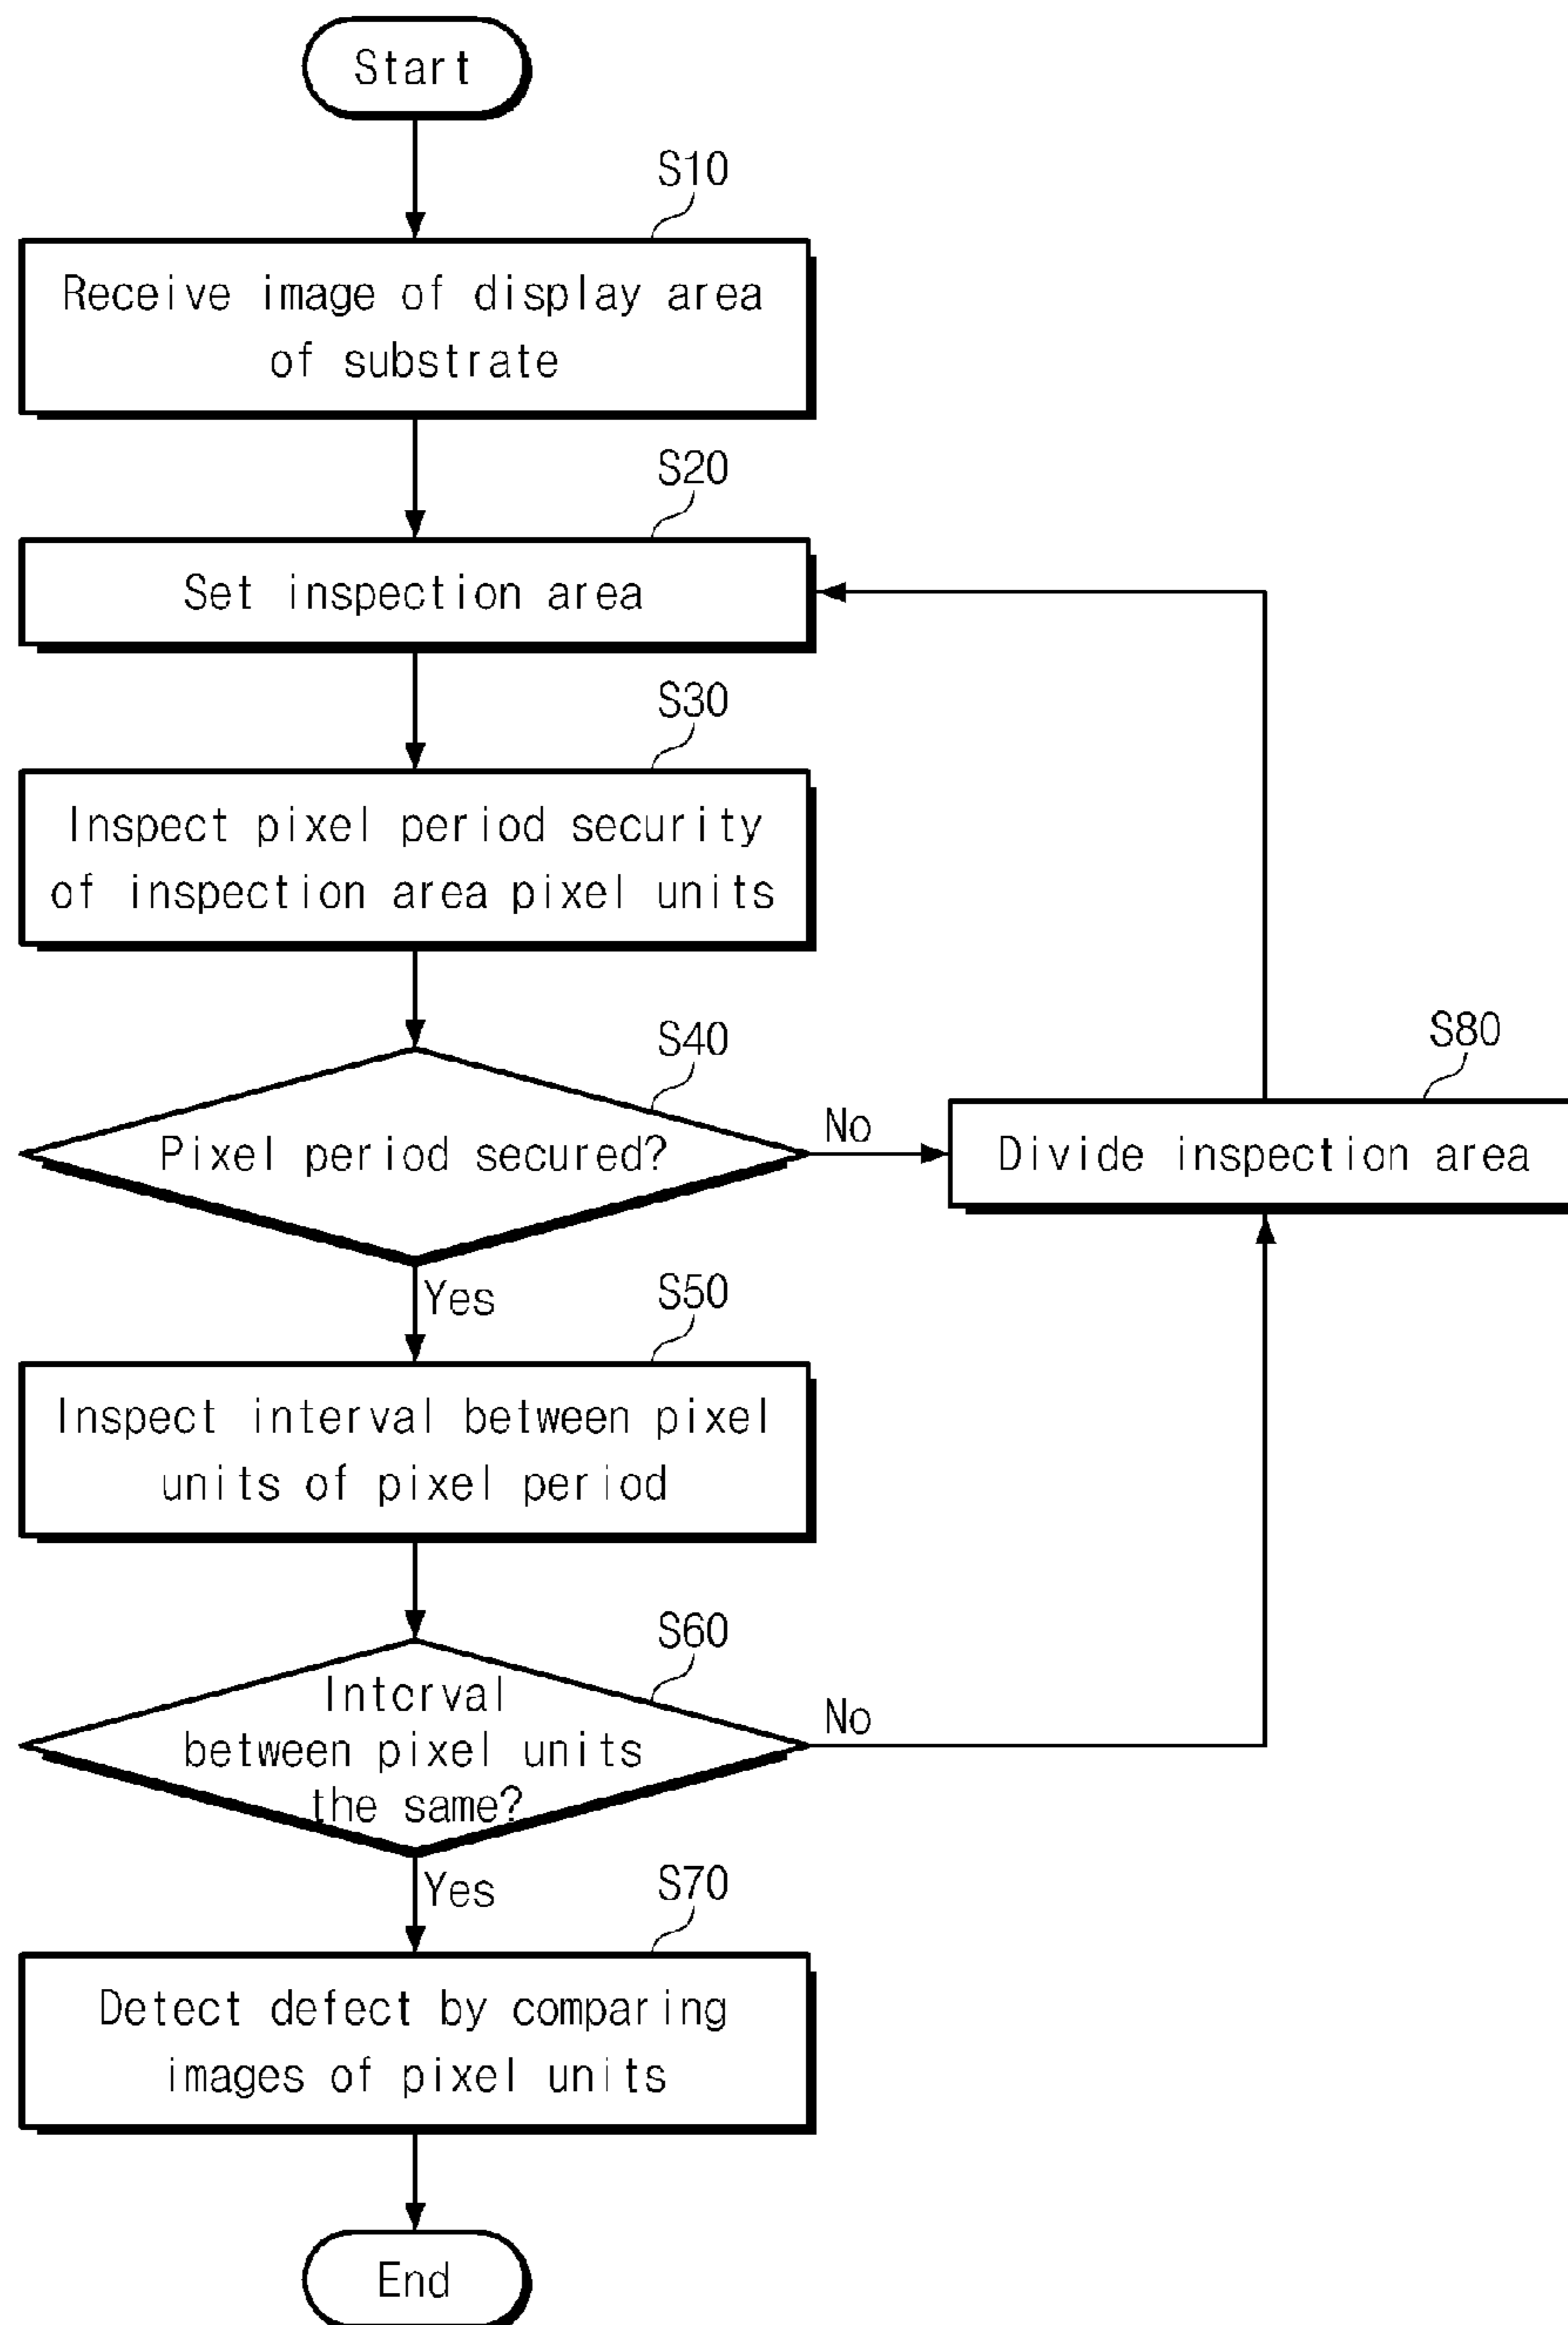 Start
S10
Receive image of display area
of substrate
S20
Set inspection area
S30
Inspect pixel period security
of inspection area pixel units
S40
Pixel period secured?
No
S80
Divide inspection area
Yes
S50
Inspect interval between pixel
units of pixel period
S60
Interval
between pixel units
the same?
No
Yes
S70
Detect defect by comparing
images of pixel units
End